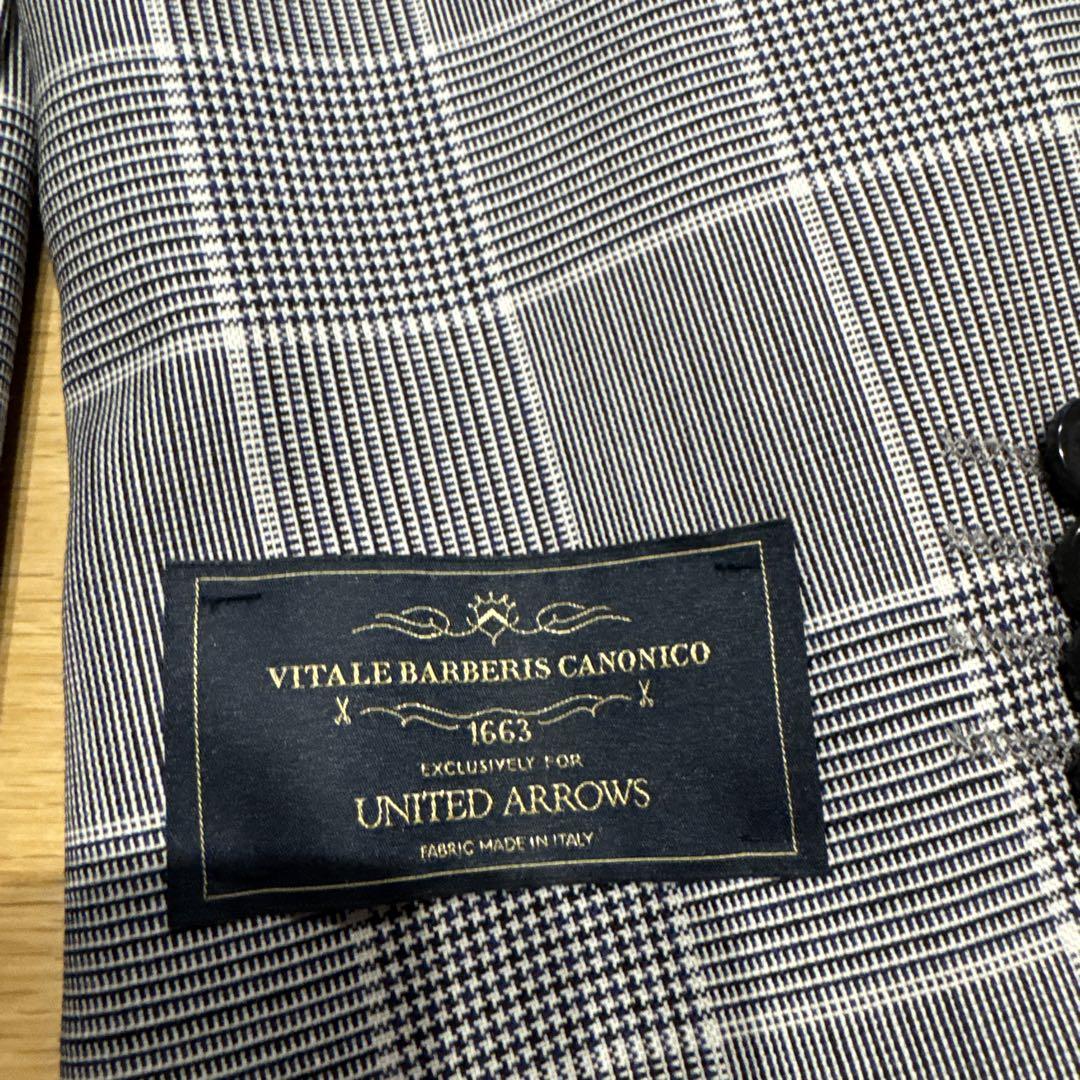 VITALE BARBERIS CANONICO
1663
EXCLUSIVELY FOR
UNITED ARROWS
FABRIC MADE IN ITALY